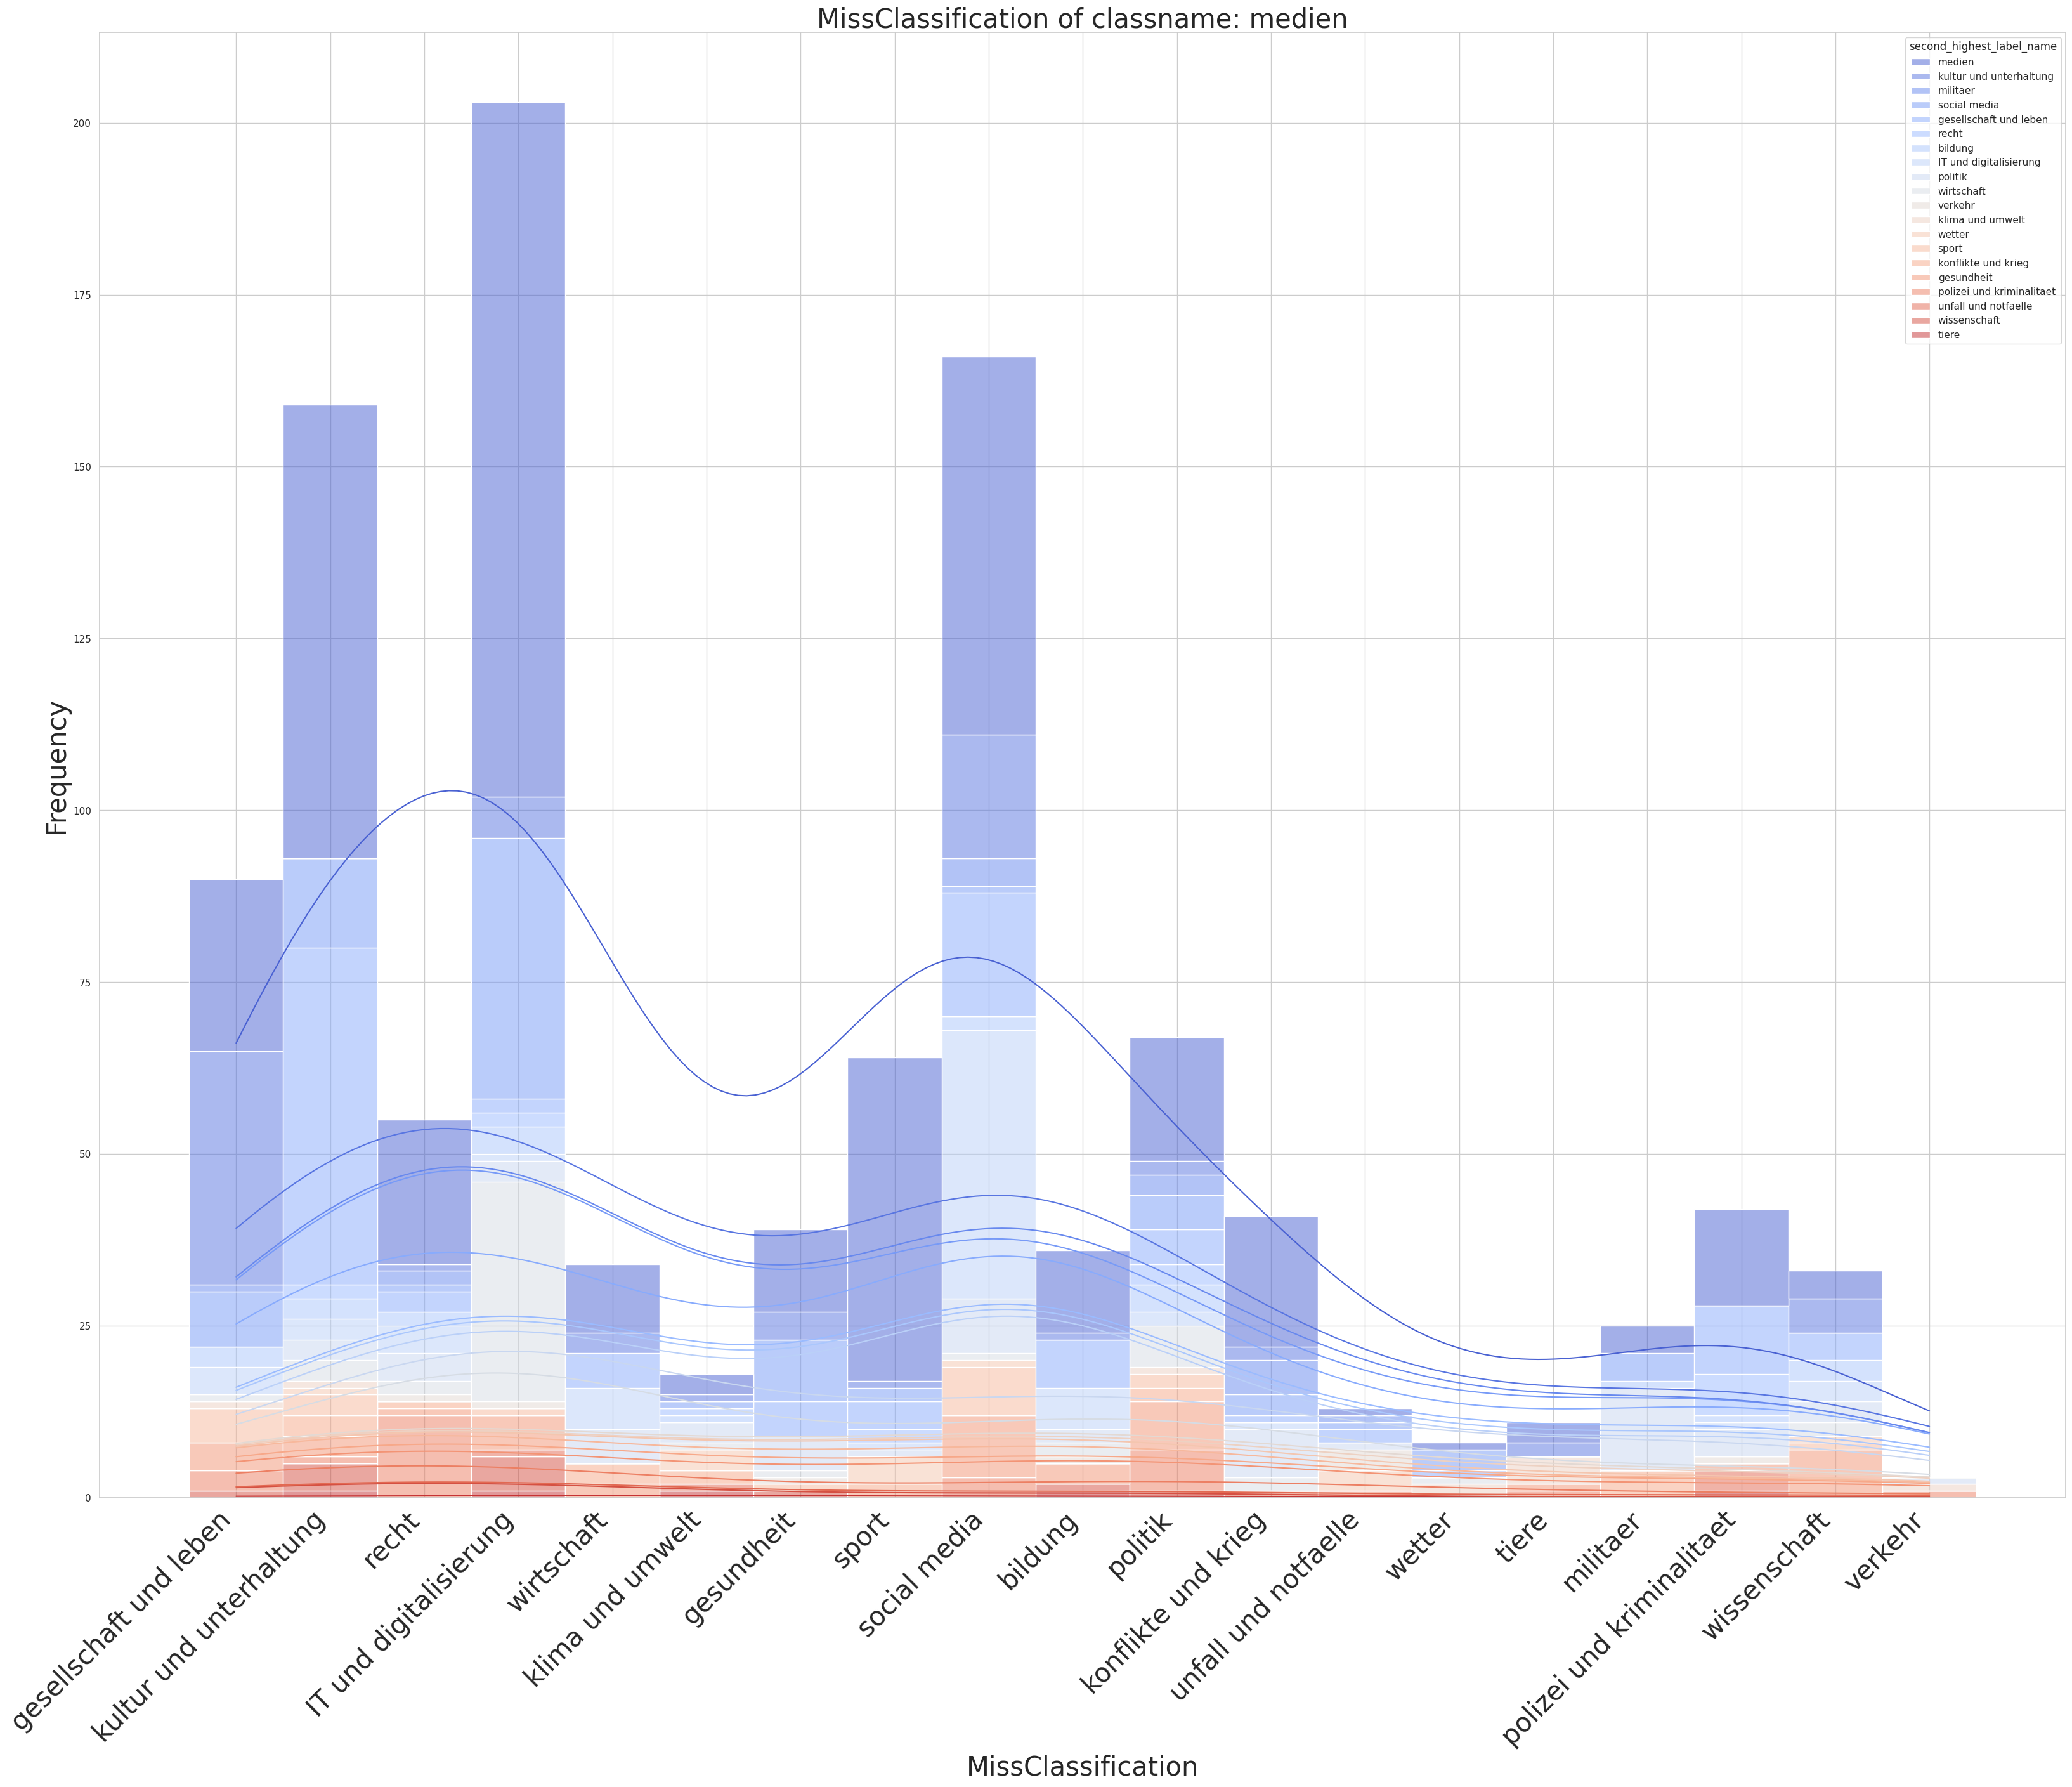 MissClassification of classname: medien
second_highest_label_name
medien
kultur und unterhaltung
militaer
social media
gesellschaft und leben
recht
bildung
IT und digitalisierung
politik
wirtschaft
verkehr
klima und umwelt
wetter
sport
konflikte und krieg
gesundheit
polizei und kriminalitaet
unfall und notfaelle
wissenschaft
tiere
200
175
150
125
100
75
50
25
0
Frequency
gesellschaft und leben
kultur und unterhaltung
recht
IT und digitalisierung
wirtschaft
klima und umwelt
gesundheit
sport
social media
bildung
politik
konflikte und krieg
unfall und notfaelle
wetter
tiere
militaer
polizei und kriminalitaet
wissenschaft
verkehr
MissClassification